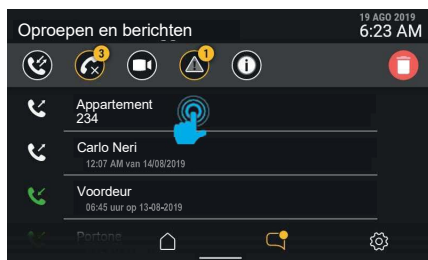 19 AGO 2019
Oproepen en berichten
6:23 AM
3
1
Appartement
234
Carlo Neri
12:07 AM van 14/08/2019
Voordeur
06:45 uur op 13-08-2019
Portone